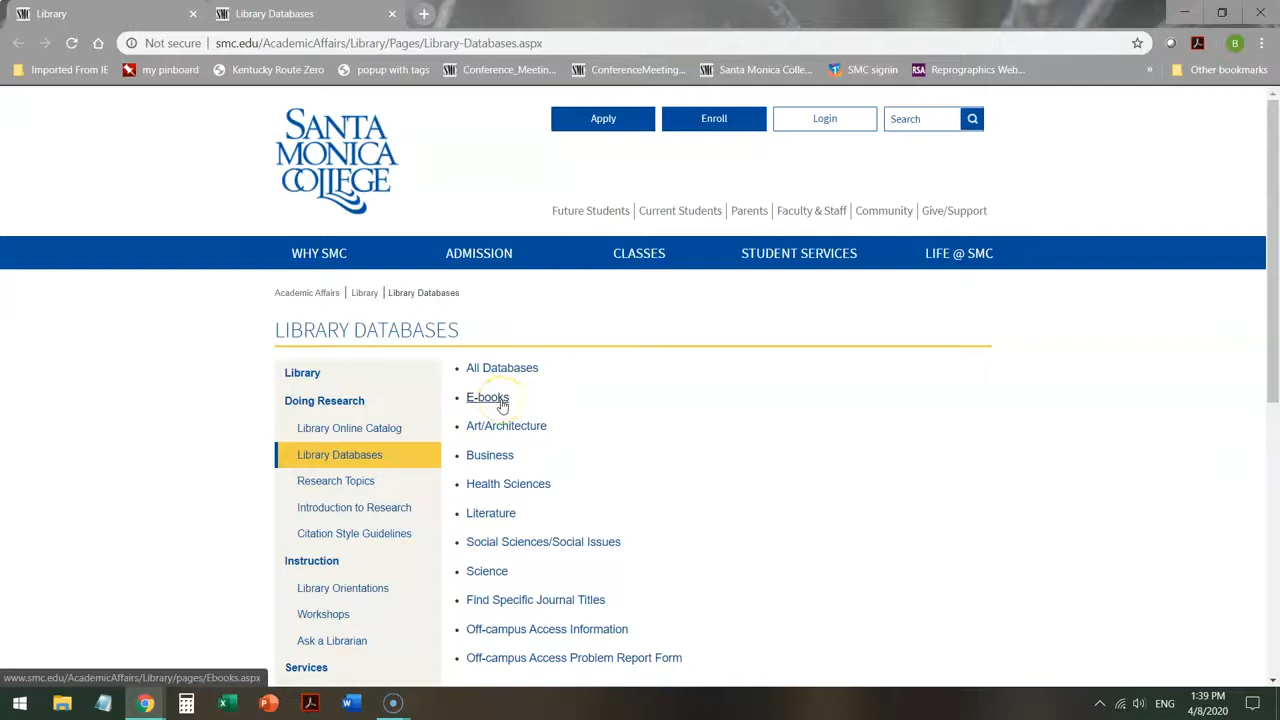 Library Databases
Library Databases
Not secure | smc.edu/AcademicAffairs/Library/Pages/Library-Databases.aspx
B
Imported From IE
my pinboard
Kentucky Route Zero
popup with tags
SMC Conference_Meetin...
SMC ConferenceMeeting...
SMC Santa Monica Colle...
SMC signin
RSA Reprographics Web...
» Other bookmarks
SANTA
MONICA
COLLEGE
Apply
Enroll
Login
Search
Future Students | Current Students | Parents | Faculty & Staff | Community | Give/Support
WHY SMC
ADMISSION
CLASSES
STUDENT SERVICES
LIFE @ SMC
Academic Affairs | Library | Library Databases
LIBRARY DATABASES
Library
Doing Research
Library Online Catalog
Library Databases
Research Topics
Introduction to Research
Citation Style Guidelines
Instruction
Library Orientations
Workshops
Ask a Librarian
Services
• All Databases
• E-books
• Art/Architecture
• Business
• Health Sciences
• Literature
• Social Sciences/Social Issues
• Science
• Find Specific Journal Titles
• Off-campus Access Information
• Off-campus Access Problem Report Form
www.smc.edu/AcademicAffairs/Library/pages/Ebooks.aspx
ENG
1:39 PM
4/8/2020